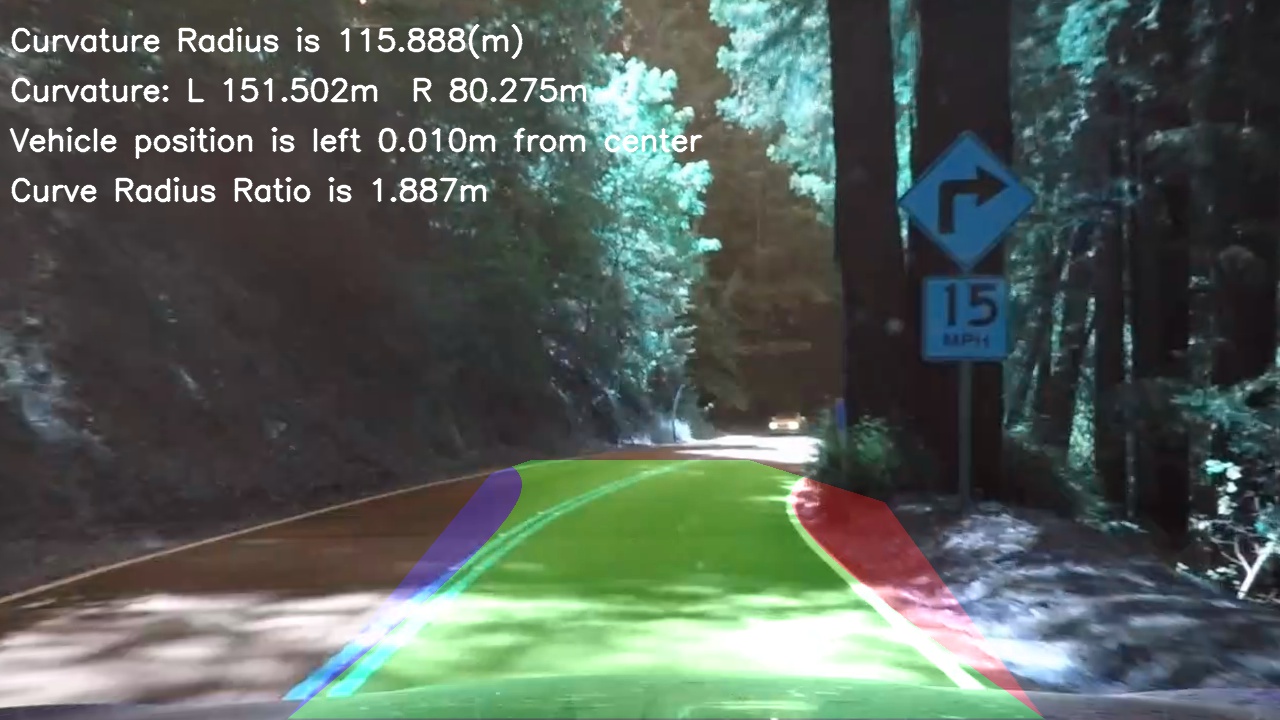 Curvature Radius is 115.888(m)
Curvature: L 151.502m R 80.275m
Vehicle position is left 0.010m from center
Curve Radius Ratio is 1.887m
15
MPH